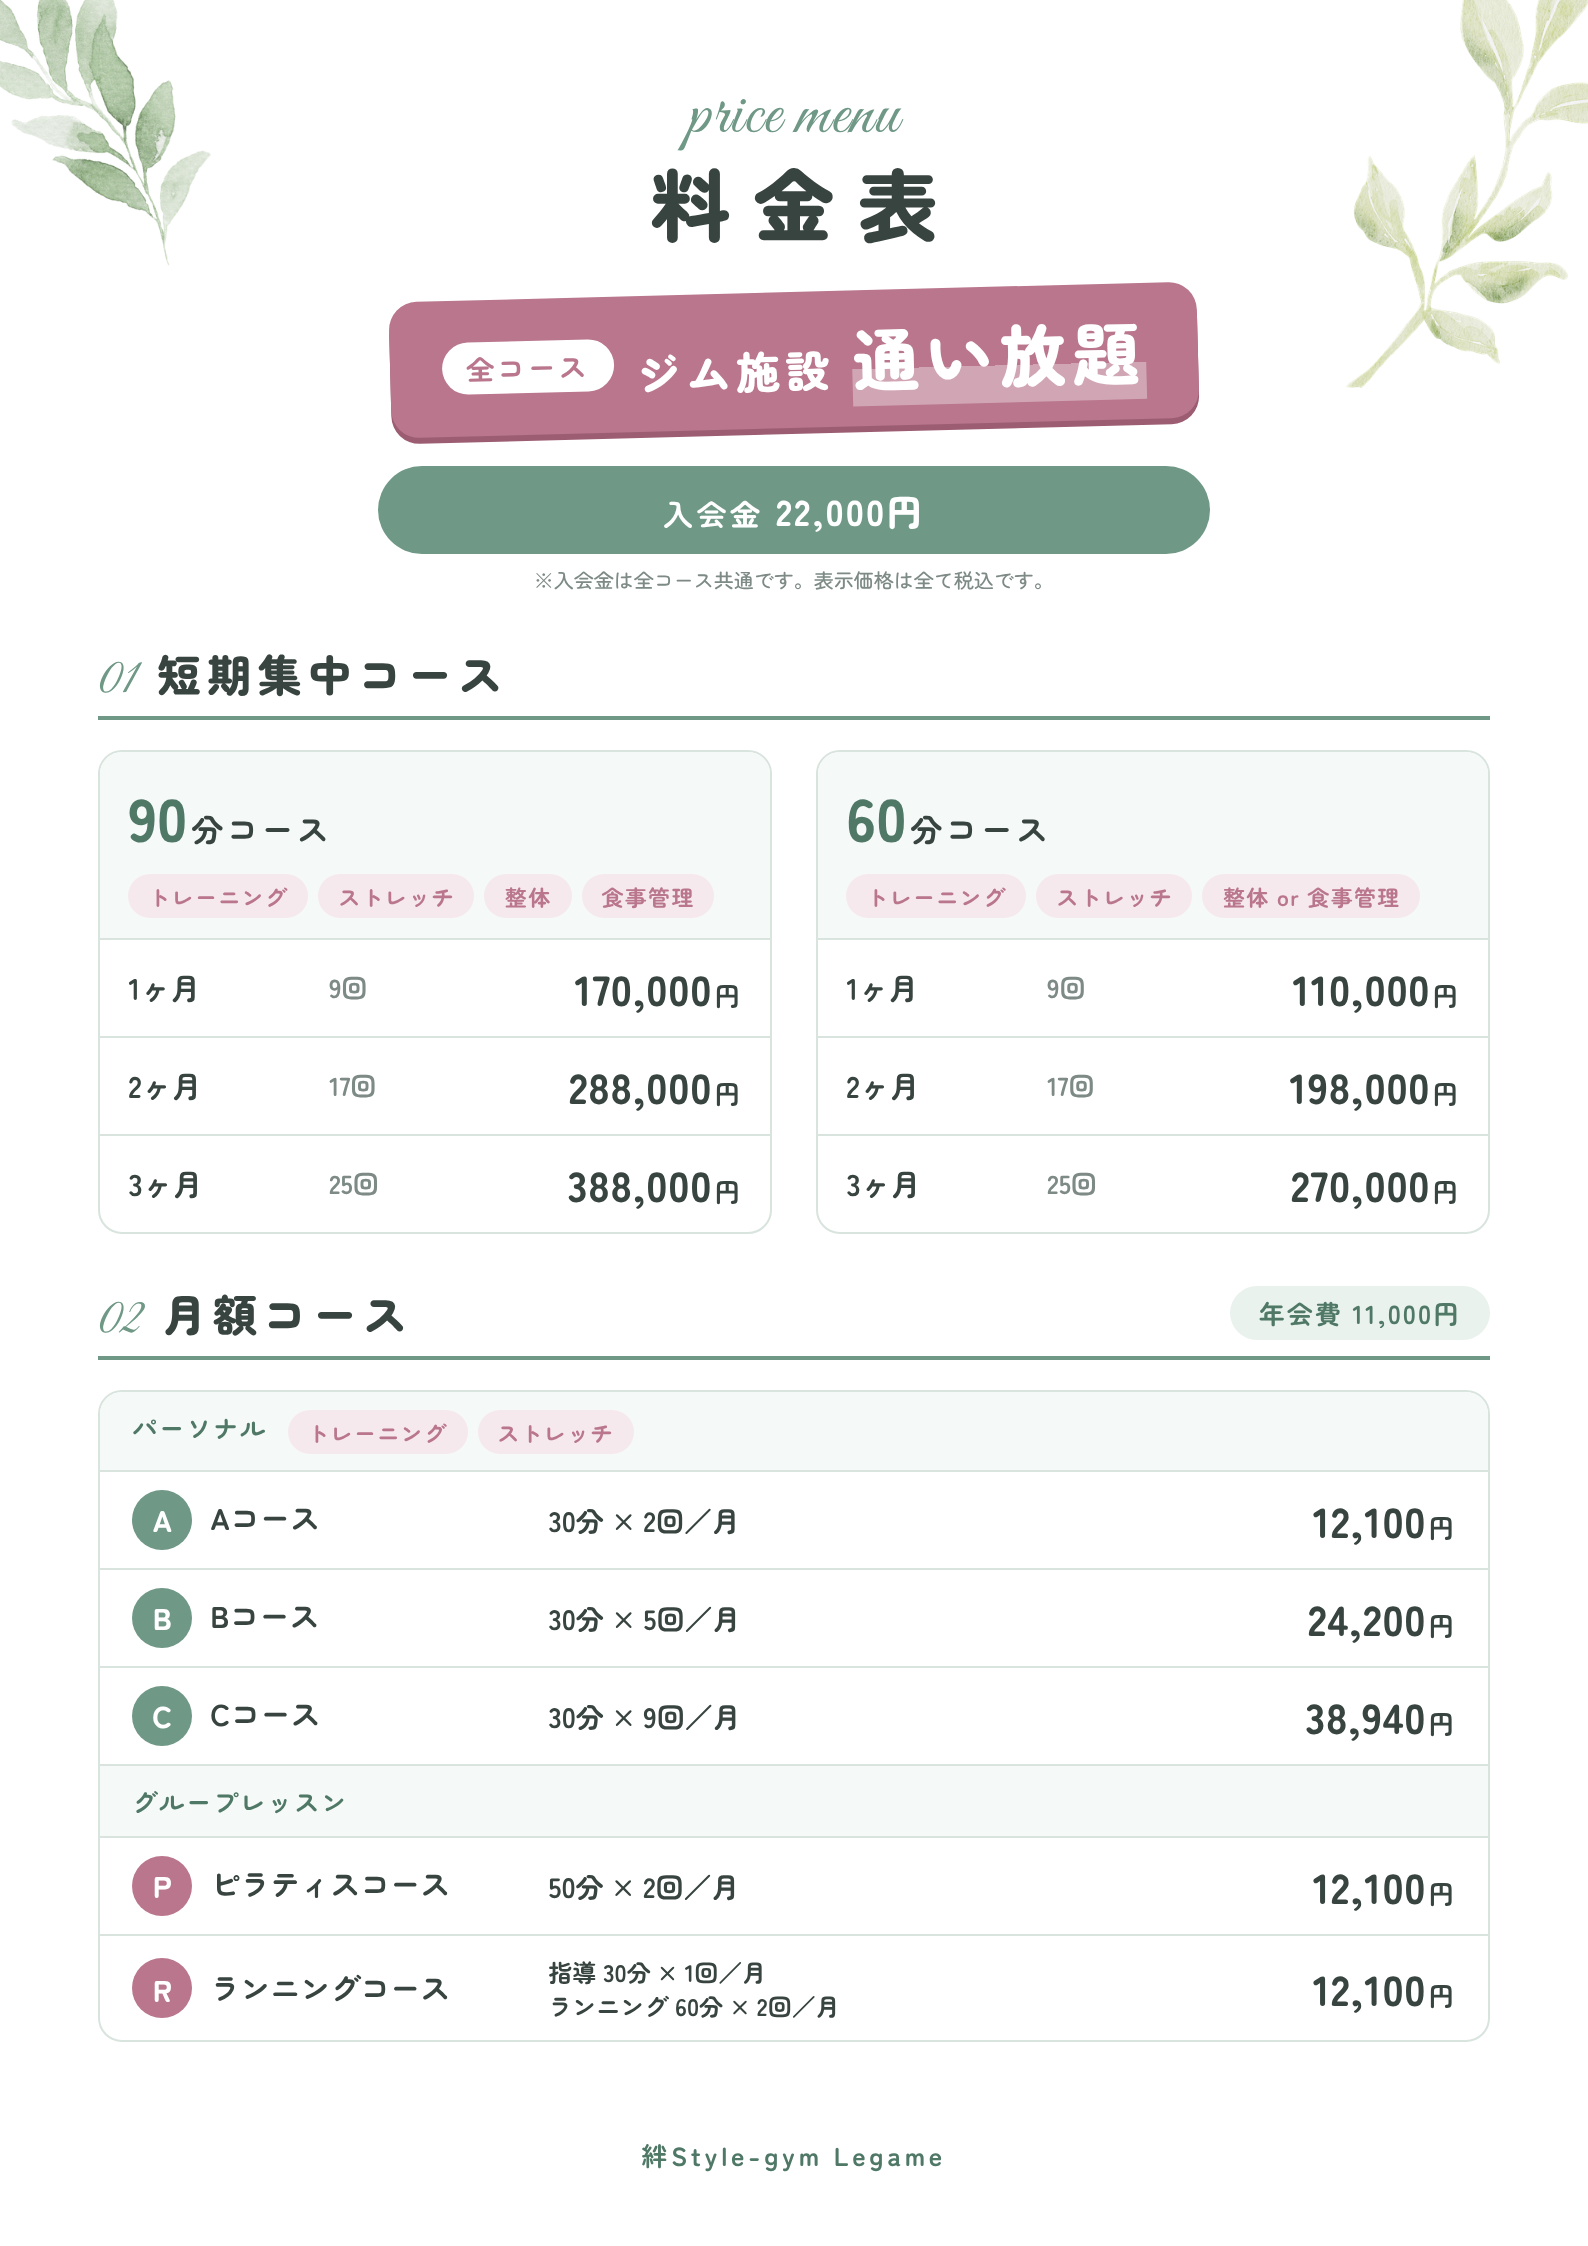 price menu
料金表
全コース ジム施設 通い放題
入会金 22,000円
※入会金は全コース共通です。表示価格は全て税込です。
01 短期集中コース
90分コース
トレーニング ストレッチ 整体 食事管理
1ヶ月 9回 170,000円
2ヶ月 17回 288,000円
3ヶ月 25回 388,000円
60分コース
トレーニング ストレッチ 整体 or 食事管理
1ヶ月 9回 110,000円
2ヶ月 17回 198,000円
3ヶ月 25回 270,000円
02 月額コース 年会費 11,000円
パーソナル トレーニング ストレッチ
A Aコース 30分 × 2回／月 12,100円
B Bコース 30分 × 5回／月 24,200円
C Cコース 30分 × 9回／月 38,940円
グループレッスン
P ピラティスコース 50分 × 2回／月 12,100円
R ランニングコース 指導 30分 × 1回／月 12,100円
ランニング 60分 × 2回／月
絆Style-gym Legame